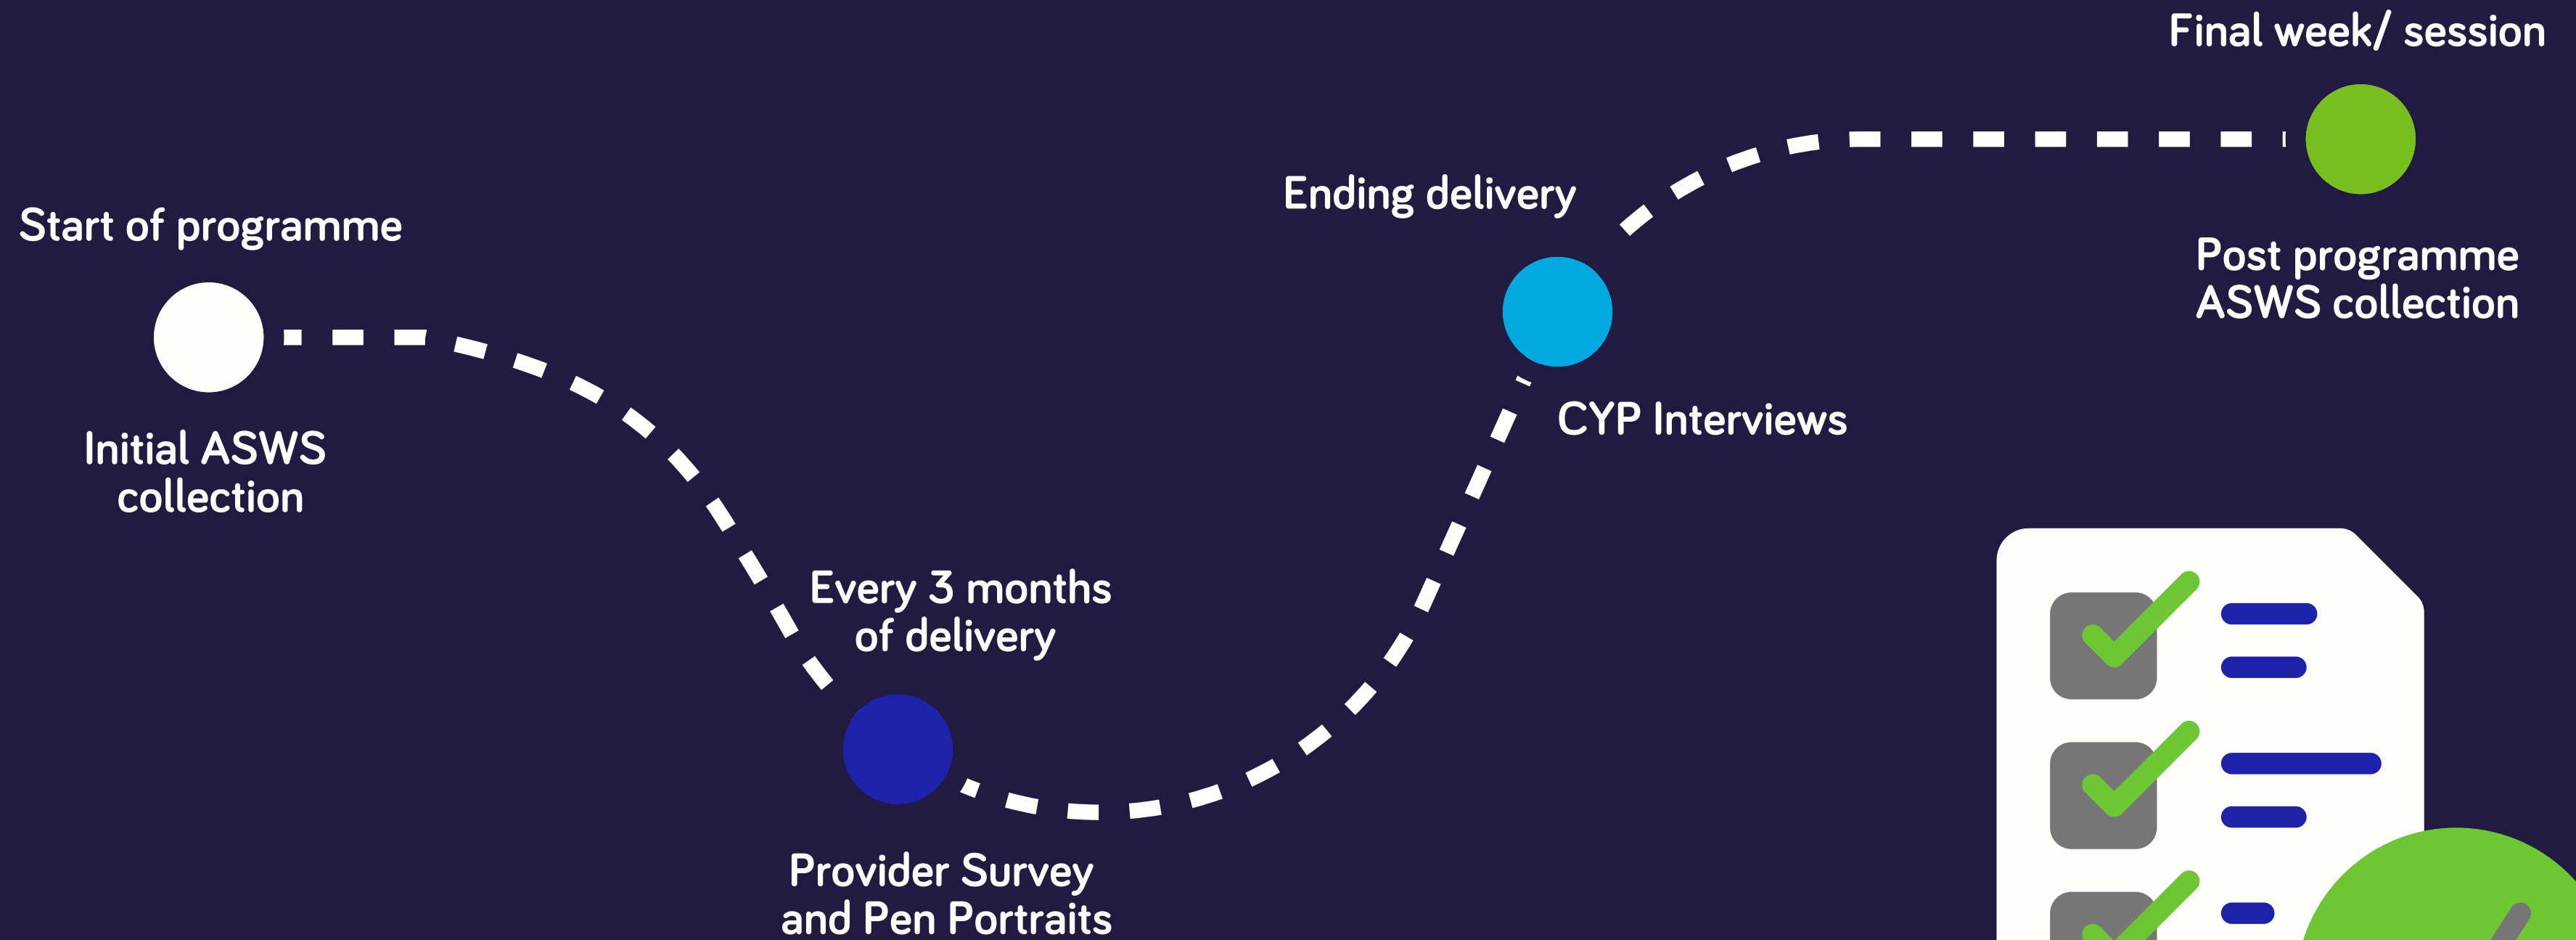 Start of programme
Initial ASWS
collection
Every 3 months
of delivery
Provider Survey
and Pen Portraits
Ending delivery
CYP Interviews
Final week/ session
Post programme
ASWS collection